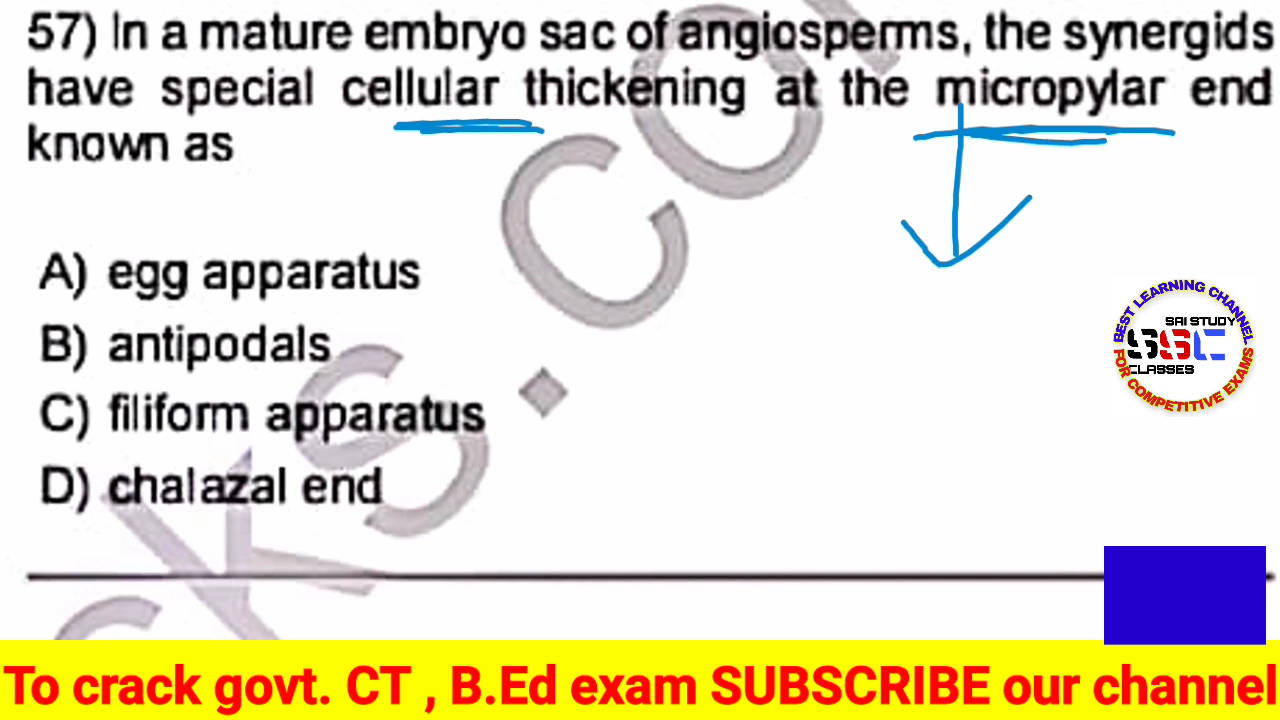 57) In a mature embryo sac of angiosperms, the synergids
have special cellular thickening at the micropylar end
known as
A) egg apparatus
B) antipodals
C) filiform apparatus
D) chalazal end
BEST LEARNING CHANNEL
SAI STUDY
SSC
CLASSES
FOR COMPETITIVE EXAMS
KS.CO
To crack govt. CT , B.Ed exam SUBSCRIBE our channel